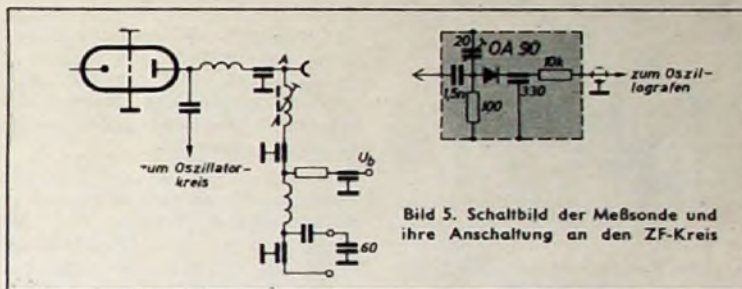 A
A
zum Oszillator-
kreis
Ub
60
20
OA 90
10k
1,5n
100
330
zum Oszil-
lografen
Bild 5. Schaltbild der Meßsonde und
ihre Anschaltung an den ZF-Kreis